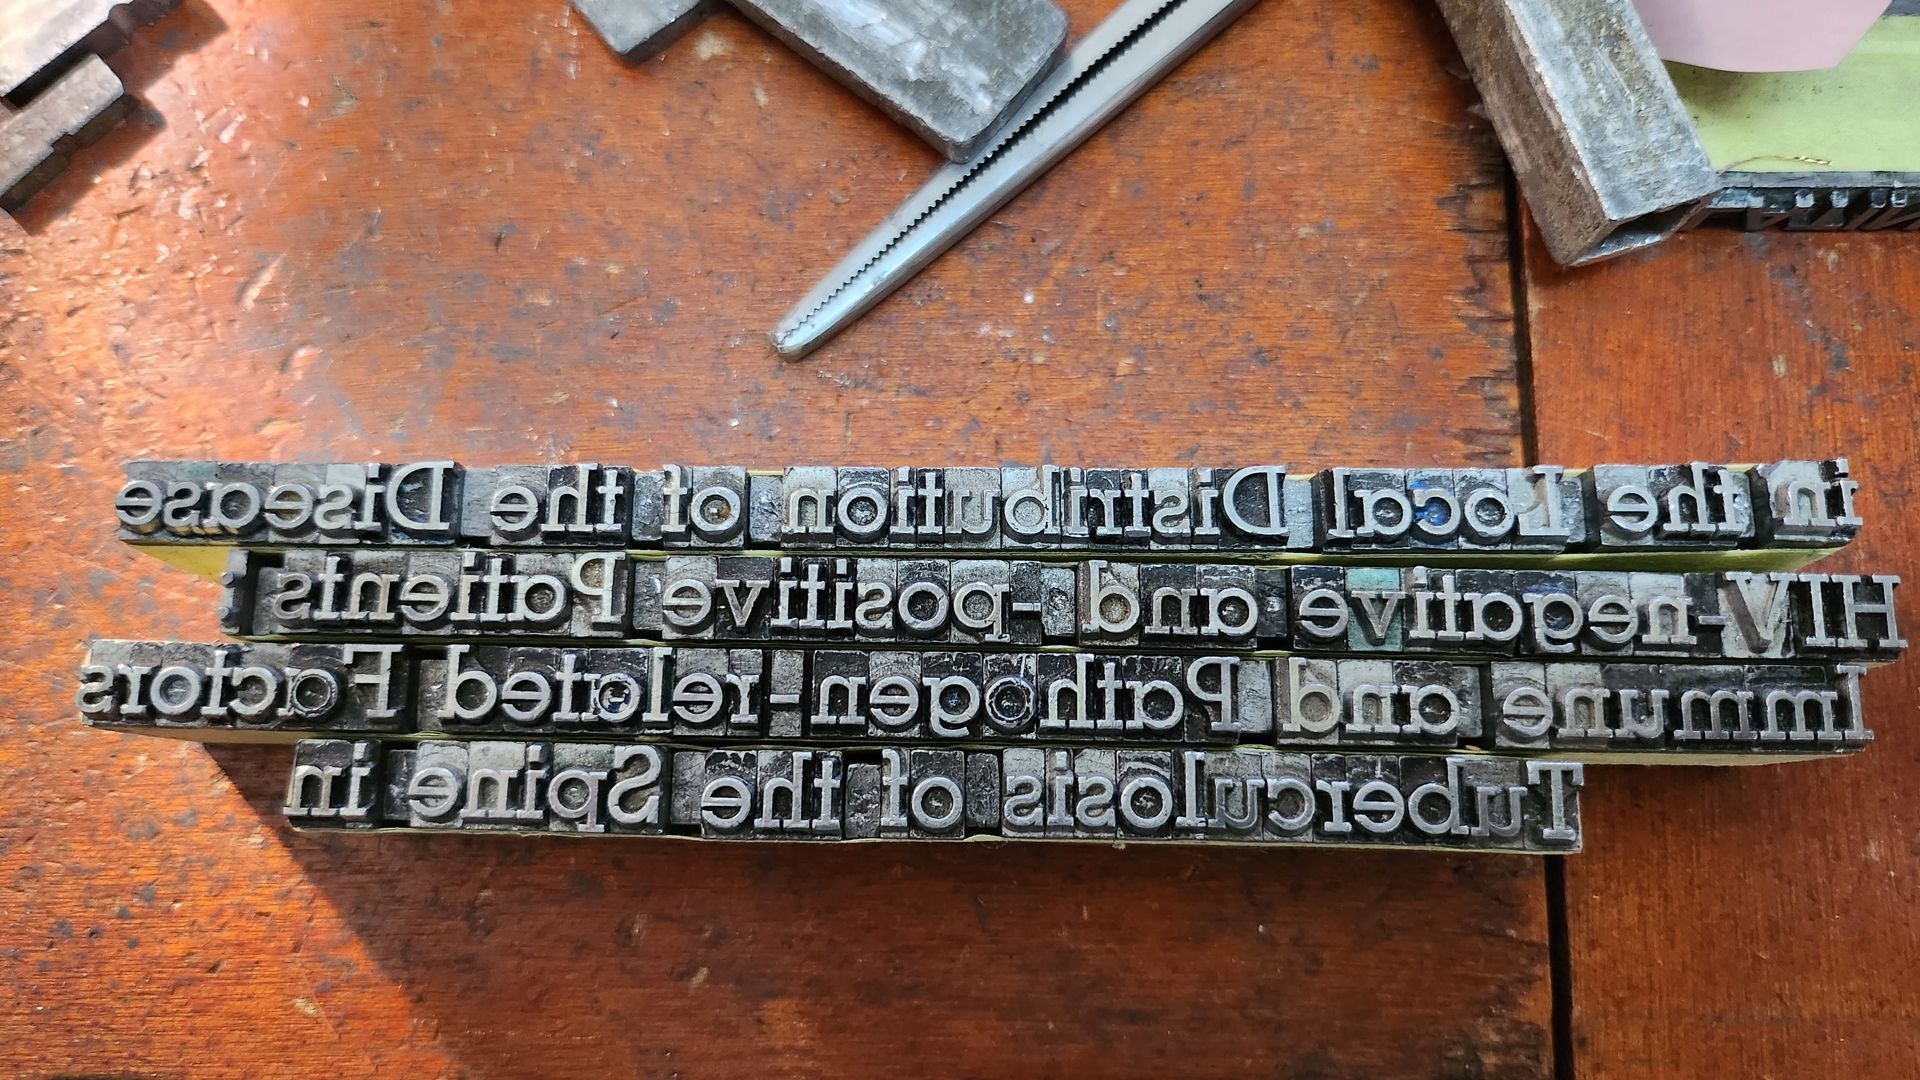 in the Local Distribution of the Disease
HIV-negative and -positive Patients:
Immune and Pathogen-related Factors
Tuberculosis of the Spine in